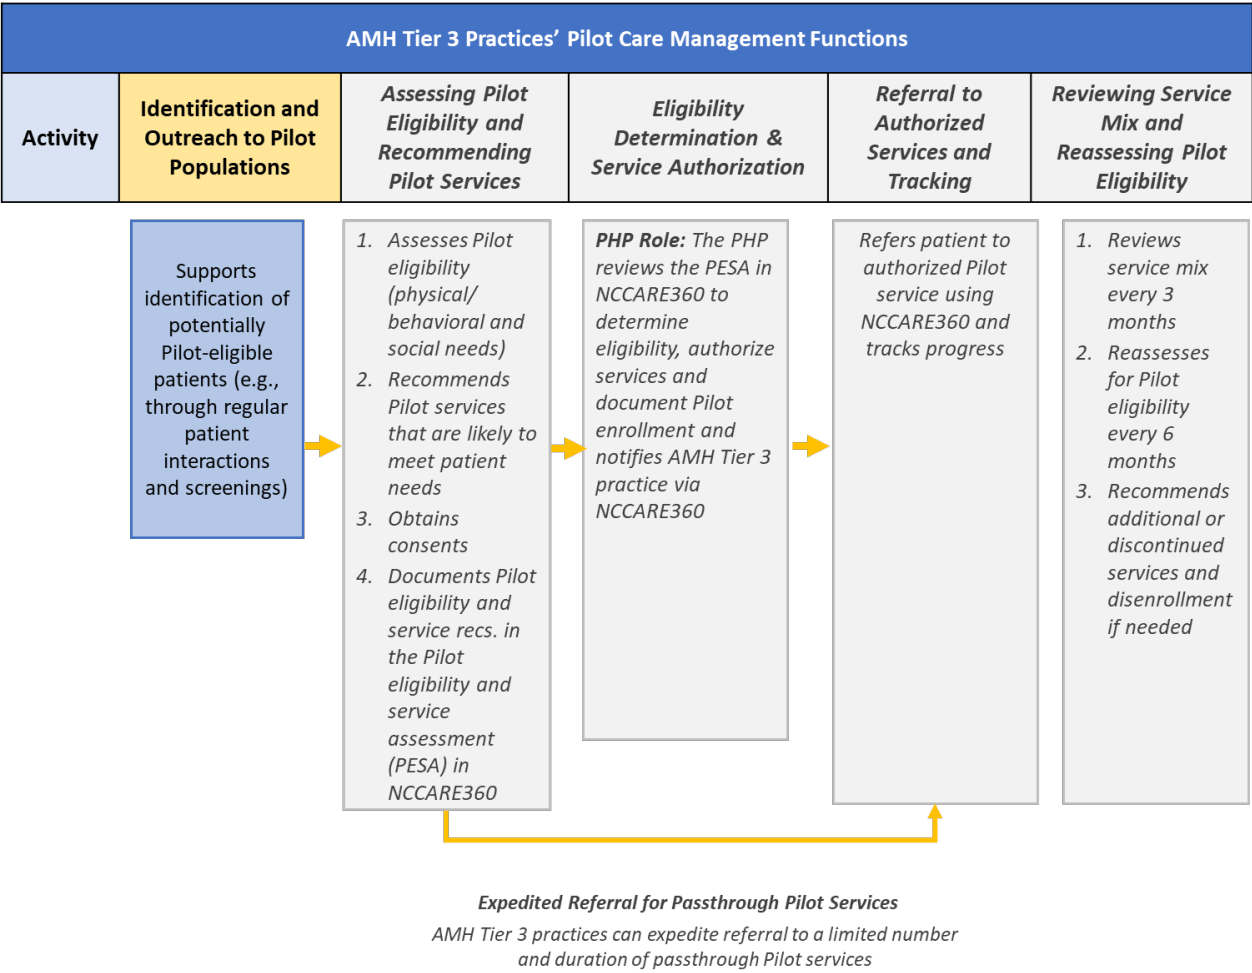 AMH Tier 3 Practices’ Pilot Care Management Functions
Activity
Identification and
Outreach to Pilot
Populations
Assessing Pilot
Eligibility and
Recommending
Pilot Services
Eligibility
Determination &
Service Authorization
Referral to
Authorized
Services and
Tracking
Reviewing Service
Mix and
Reassessing Pilot
Eligibility
Supports
identification of
potentially
Pilot-eligible
patients (e.g.,
through regular
patient
interactions
and screenings)
1. Assesses Pilot
eligibility
(physical/
behavioral and
social needs)
2. Recommends
Pilot services
that are likely to
meet patient
needs
3. Obtains
consents
4. Documents Pilot
eligibility and
service recs. in
the Pilot
eligibility and
service
assessment
(PESA) in
NCCARE360
PHP Role: The PHP
reviews the PESA in
NCCARE360 to
determine
eligibility, authorize
services and
document Pilot
enrollment and
notifies AMH Tier 3
practice via
NCCARE360
Refers patient to
authorized Pilot
service using
NCCARE360 and
tracks progress
1. Reviews
service mix
every 3
months
2. Reassesses
for Pilot
eligibility
every 6
months
3. Recommends
additional or
discontinued
services and
disenrollment
if needed
Expedited Referral for Passthrough Pilot Services
AMH Tier 3 practices can expedite referral to a limited number
and duration of passthrough Pilot services